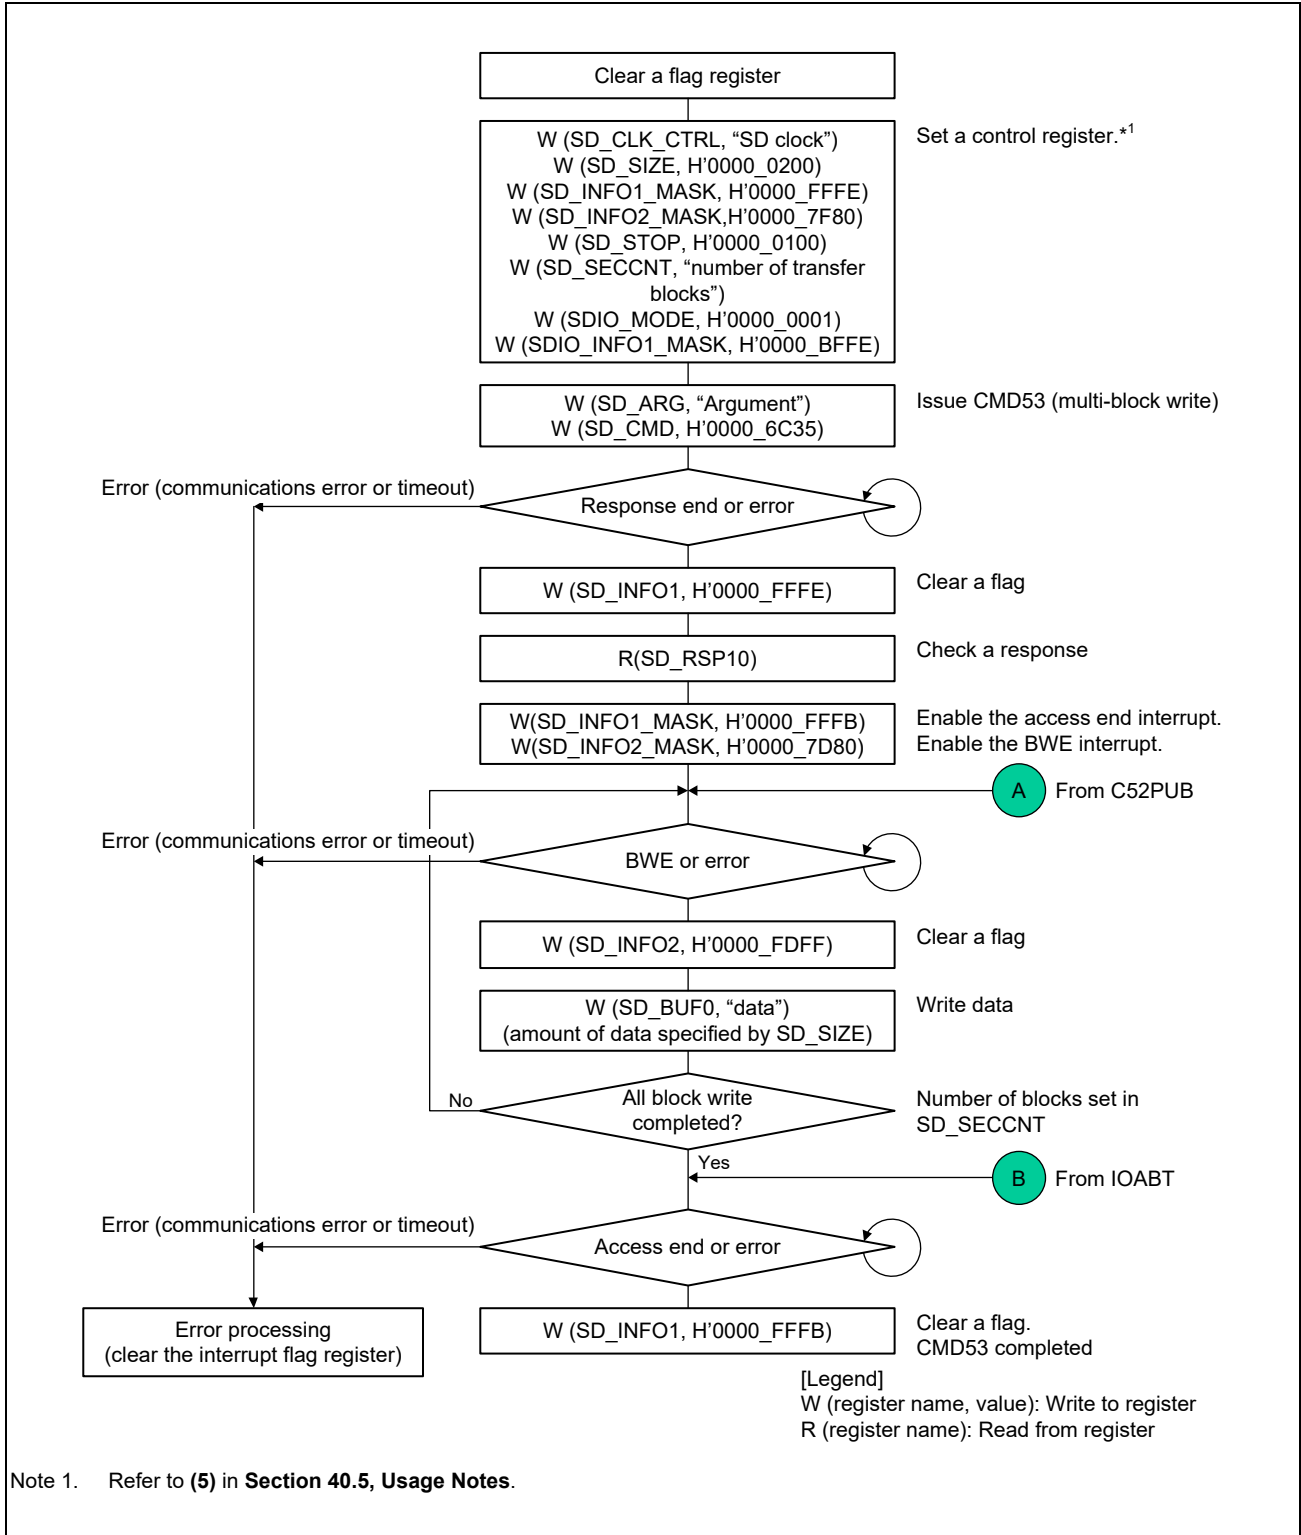 Clear a flag register
W (SD_CLK_CTRL, “SD clock”)
W (SD_SIZE, H’0000_0200)
W (SD_INFO1_MASK, H’0000_FFFE)
W (SD_INFO2_MASK,H’0000_7F80)
W (SD_STOP, H’0000_0100)
W (SD_SECCNT, “number of transfer
blocks”)
W (SDIO_MODE, H’0000_0001)
W (SDIO_INFO1_MASK, H’0000_BFFE)
Set a control register.*1
W (SD_ARG, “Argument”)
W (SD_CMD, H’0000_6C35)
Issue CMD53 (multi-block write)
Error (communications error or timeout)
Response end or error
W (SD_INFO1, H’0000_FFFE)
Clear a flag
R(SD_RSP10)
Check a response
W(SD_INFO1_MASK, H’0000_FFFB)
W(SD_INFO2_MASK, H’0000_7D80)
Enable the access end interrupt.
Enable the BWE interrupt.
A
From C52PUB
Error (communications error or timeout)
BWE or error
W (SD_INFO2, H’0000_FDFF)
Clear a flag
W (SD_BUF0, “data”)
(amount of data specified by SD_SIZE)
Write data
No
All block write
completed?
Number of blocks set in
SD_SECCNT
Yes
B
From IOABT
Error (communications error or timeout)
Access end or error
Error processing
(clear the interrupt flag register)
W (SD_INFO1, H’0000_FFFB)
Clear a flag.
CMD53 completed
[Legend]
W (register name, value): Write to register
R (register name): Read from register
Note 1. Refer to (5) in Section 40.5, Usage Notes.